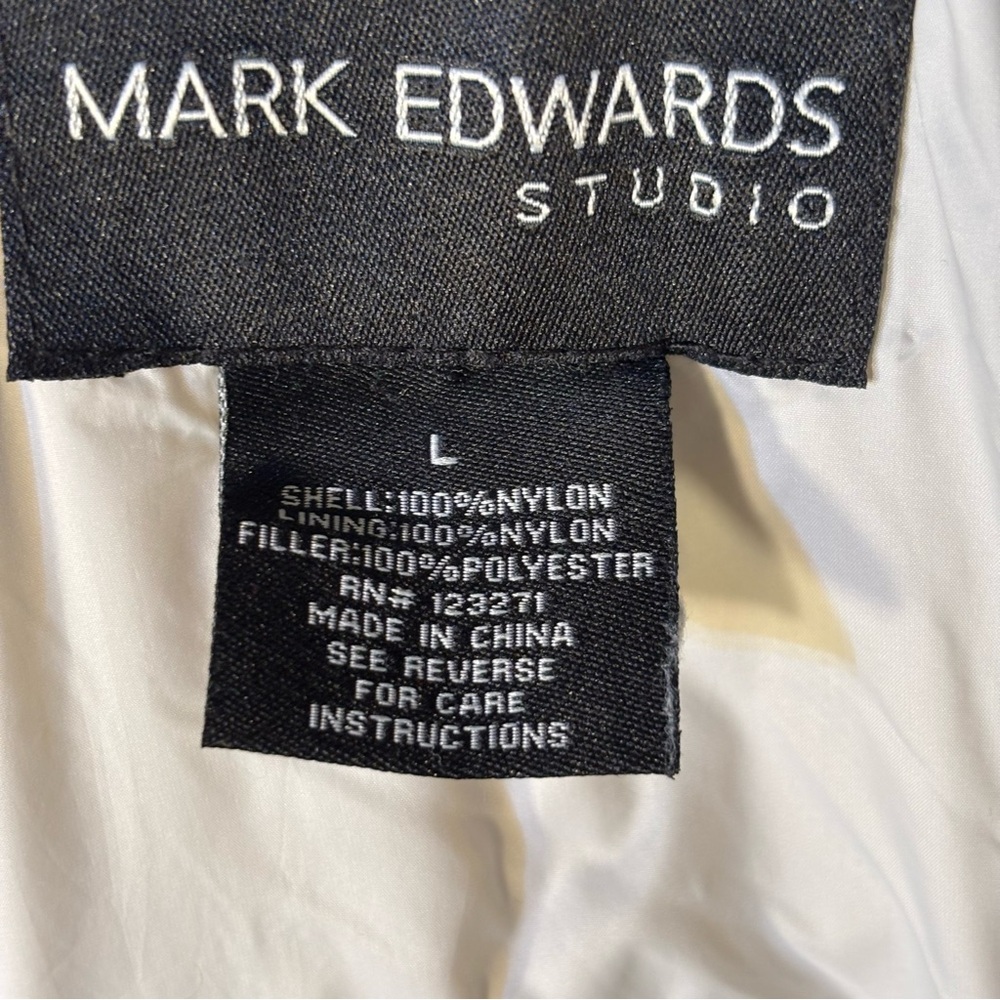 MARK EDWARDS
STUDIO
L
SHELL:100%NYLON
LINING:100%NYLON
FILLER:100%POLYESTER
RN# 123271
MADE IN CHINA
SEE REVERSE
FOR CARE
INSTRUCTIONS